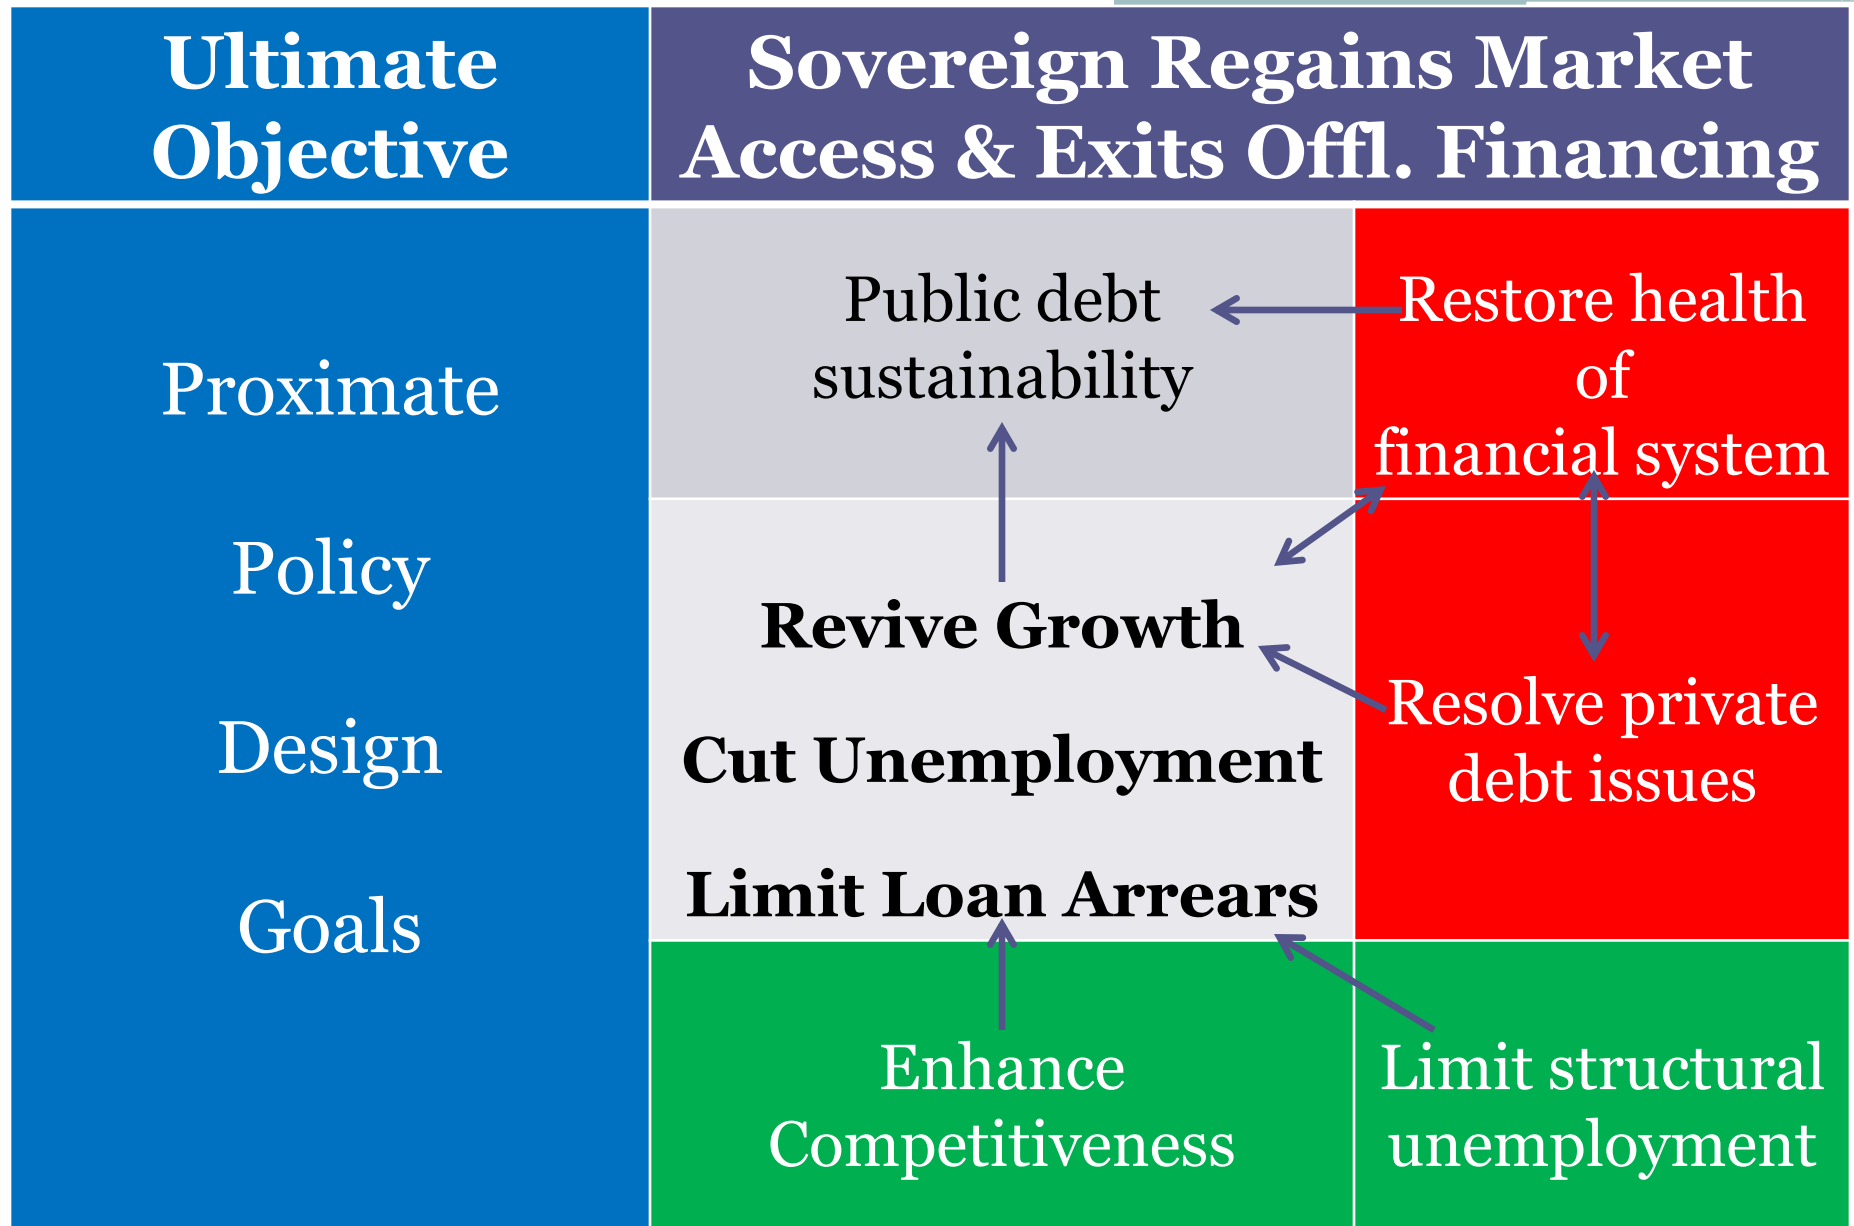 Ultimate
Objective
Sovereign Regains Market
Access & Exits Offl. Financing
Proximate
Policy
Design
Goals
Public debt
sustainability
Restore health
of
financial system
Revive Growth
Cut Unemployment
Limit Loan Arrears
Resolve private
debt issues
Enhance
Competitiveness
Limit structural
unemployment